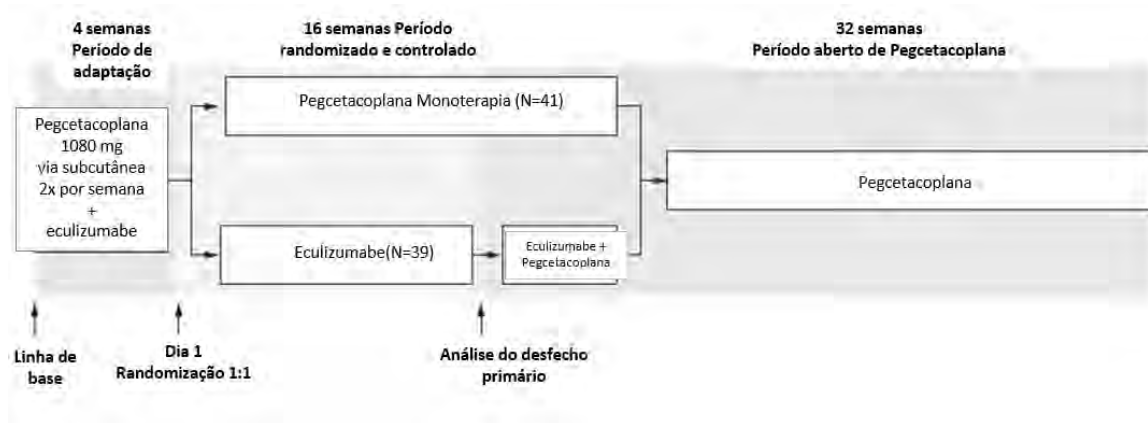 4 semanas
Período de
adaptação
16 semanas Período
randomizado e controlado
32 semanas
Período aberto de Pegcetacoplana
Pegcetacoplana
1080 mg
via subcutânea
2x por semana
+
eculizumabe
Pegcetacoplana Monoterapia (N=41)
Eculizumabe(N=39)
Eculizumabe +
Pegcetacoplana
Pegcetacoplana
Linha de
base
Dia 1
Randomização 1:1
Análise do desfecho
primário